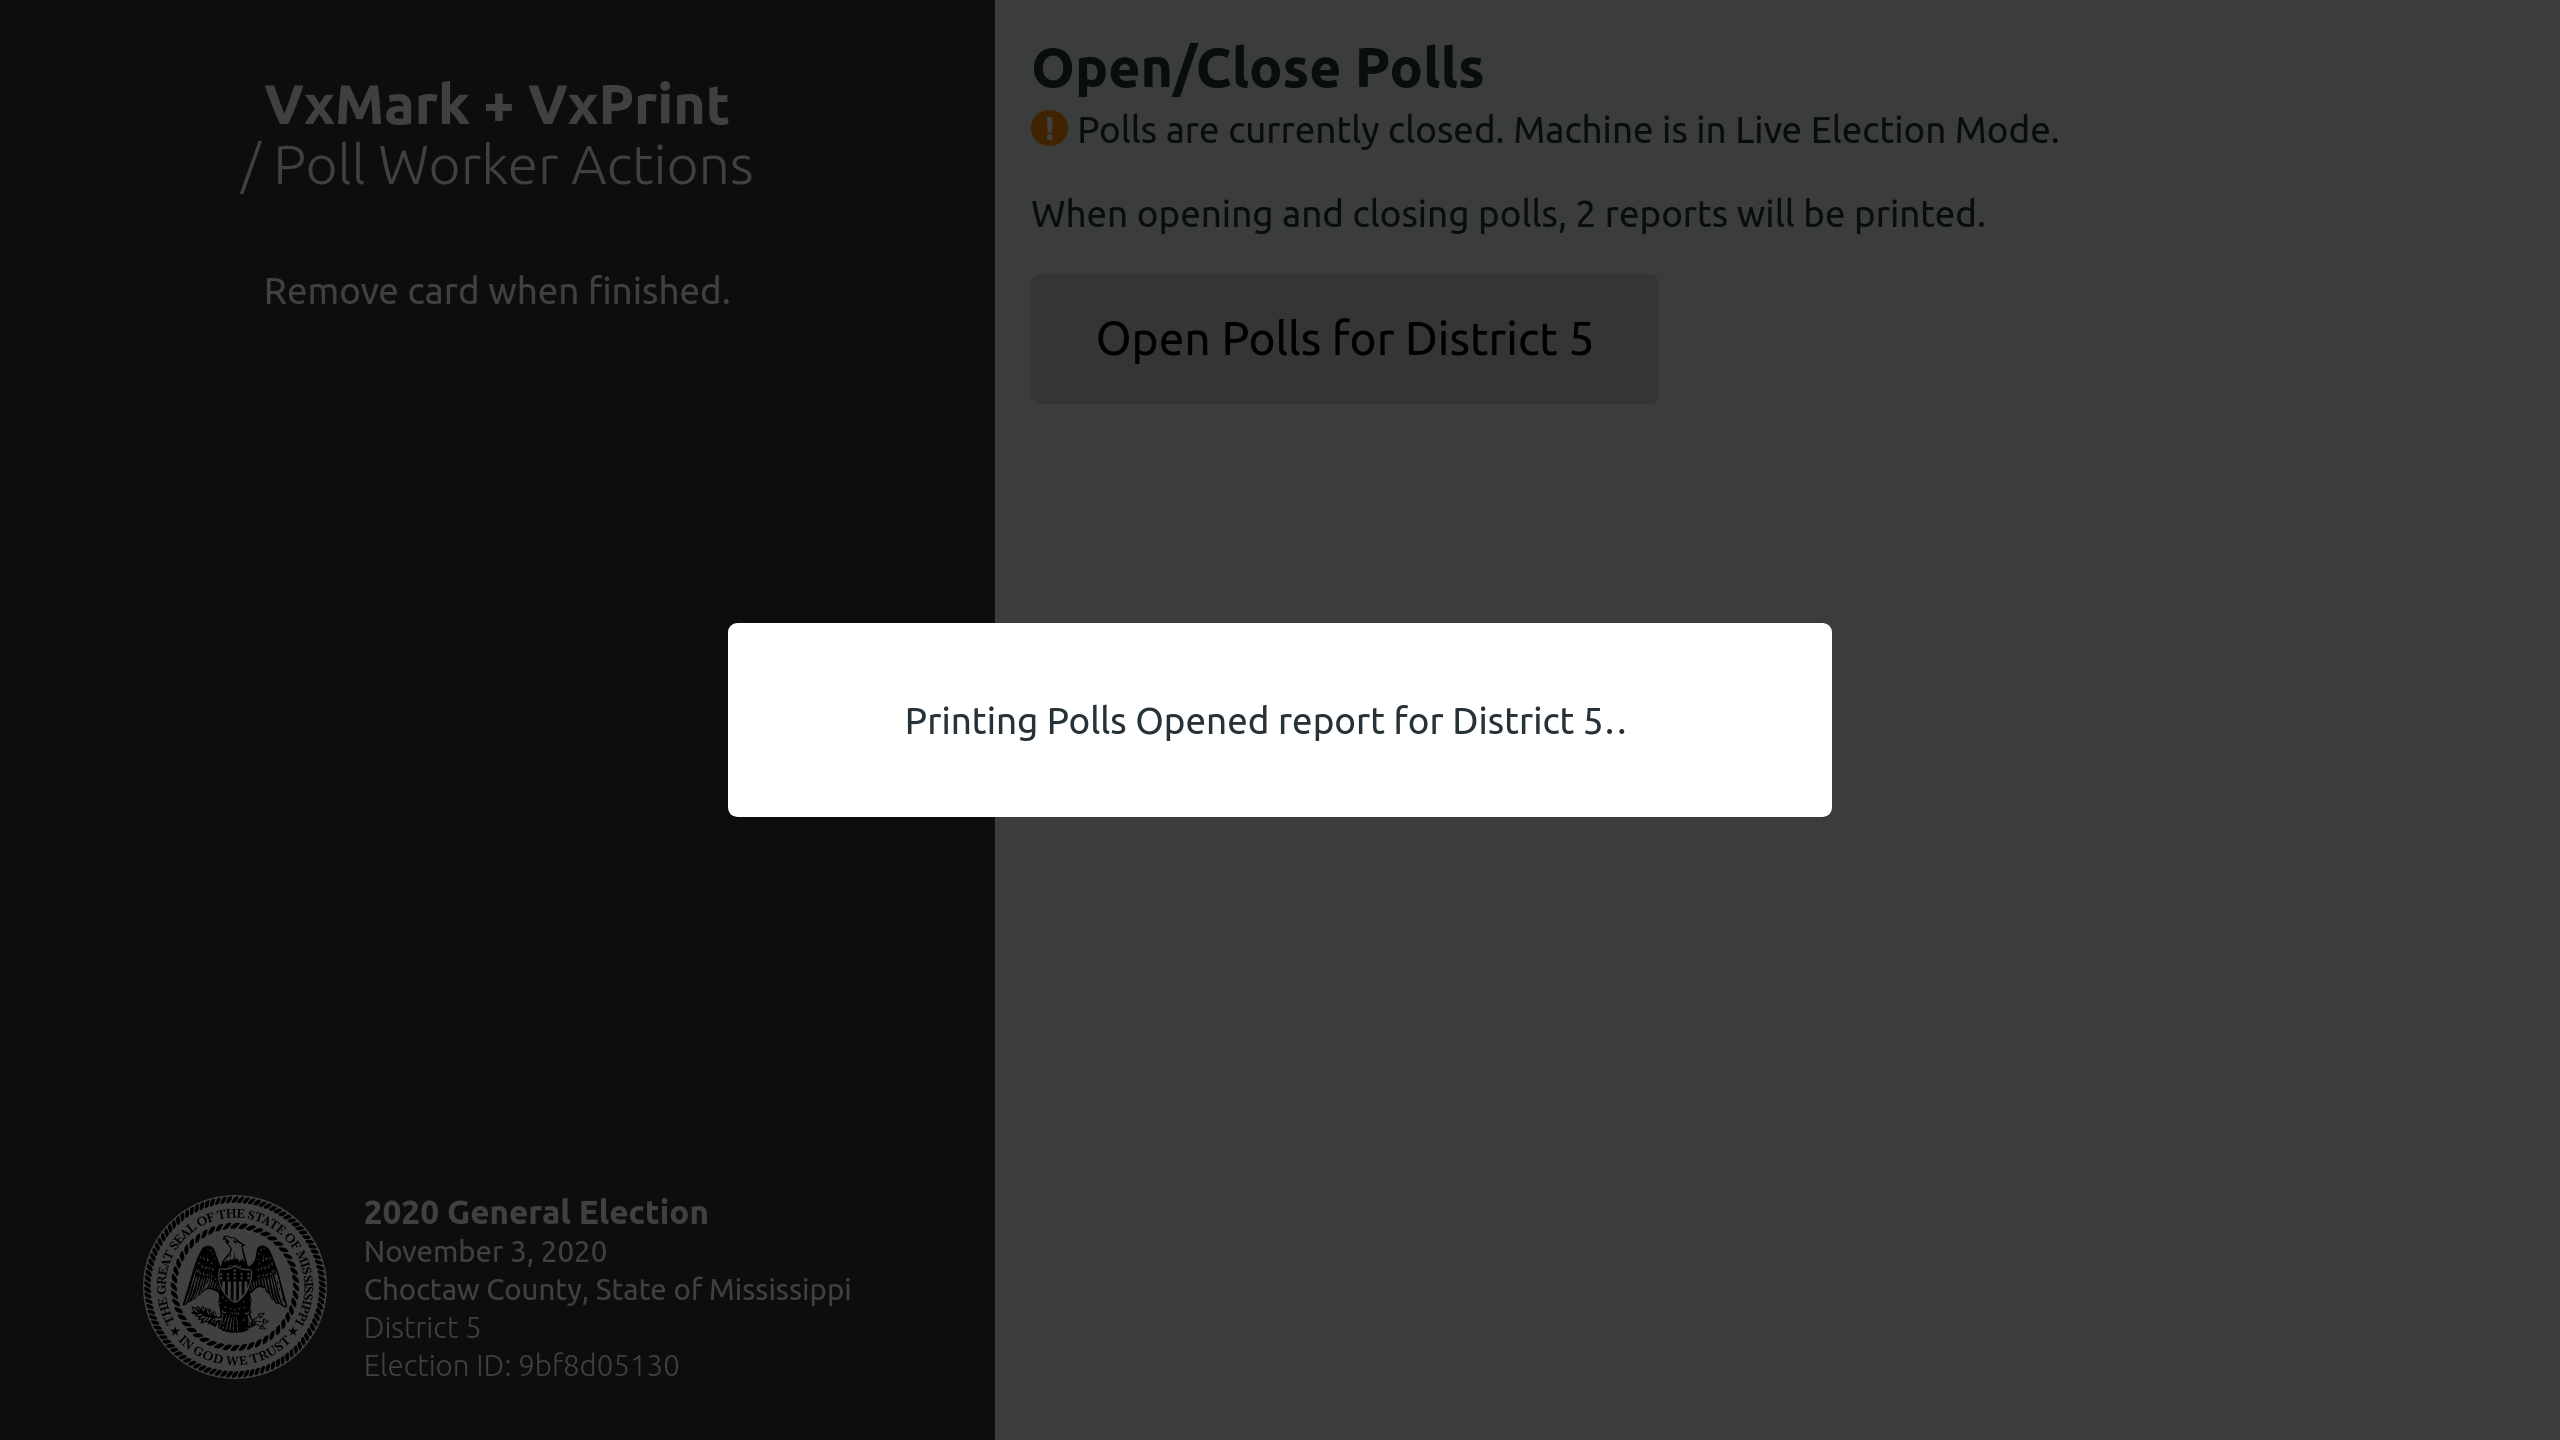 VxMark + VxPrint
/ Poll Worker Actions
Remove card when finished.
Open/Close Polls
Polls are currently closed. Machine is in Live Election Mode.
When opening and closing polls, 2 reports will be printed.
Open Polls for District 5
Printing Polls Opened report for District 5..
THE GREAT SEAL OF THE STATE OF MISSISSIPPI
IN GOD WE TRUST
2020 General Election
November 3, 2020
Choctaw County, State of Mississippi
District 5
Election ID: 9bf8d05130